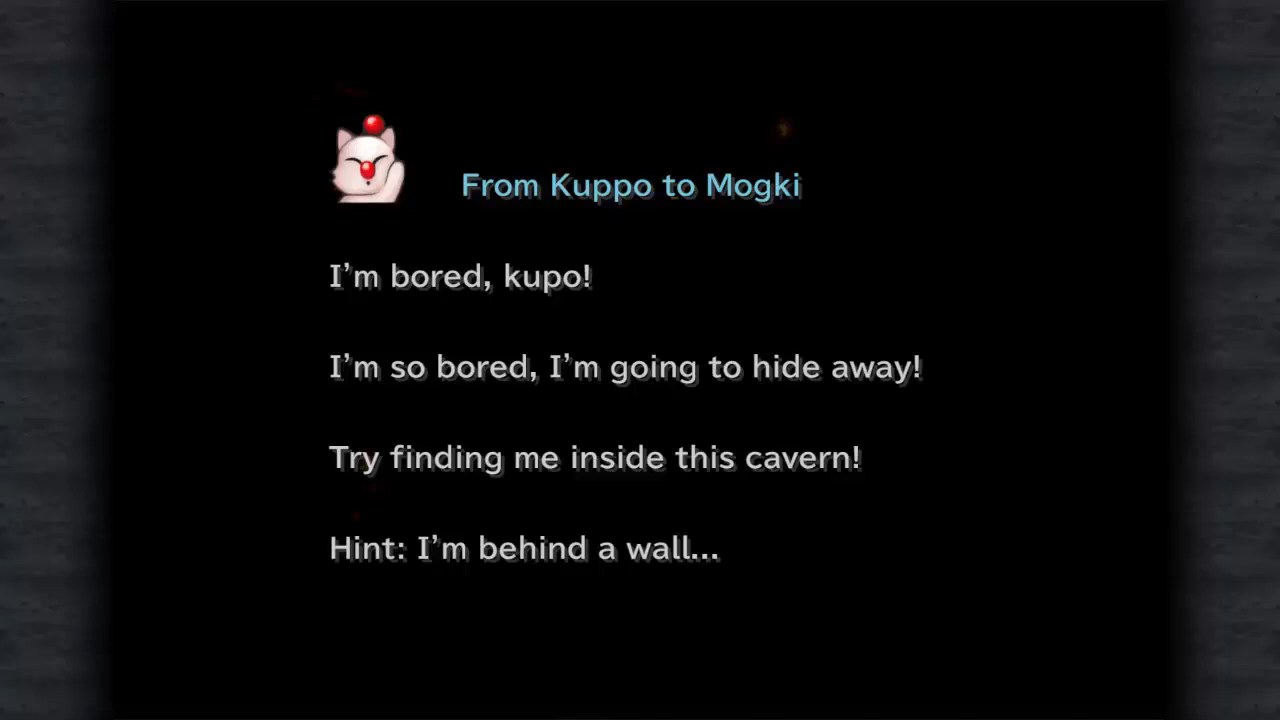 From Kuppo to Mogki
I'm bored, kupo!
I'm so bored, I'm going to hide away!
Try finding me inside this cavern!
Hint: I'm behind a wall...